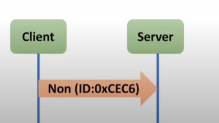 Client Server
Non (ID:0xCEC6)